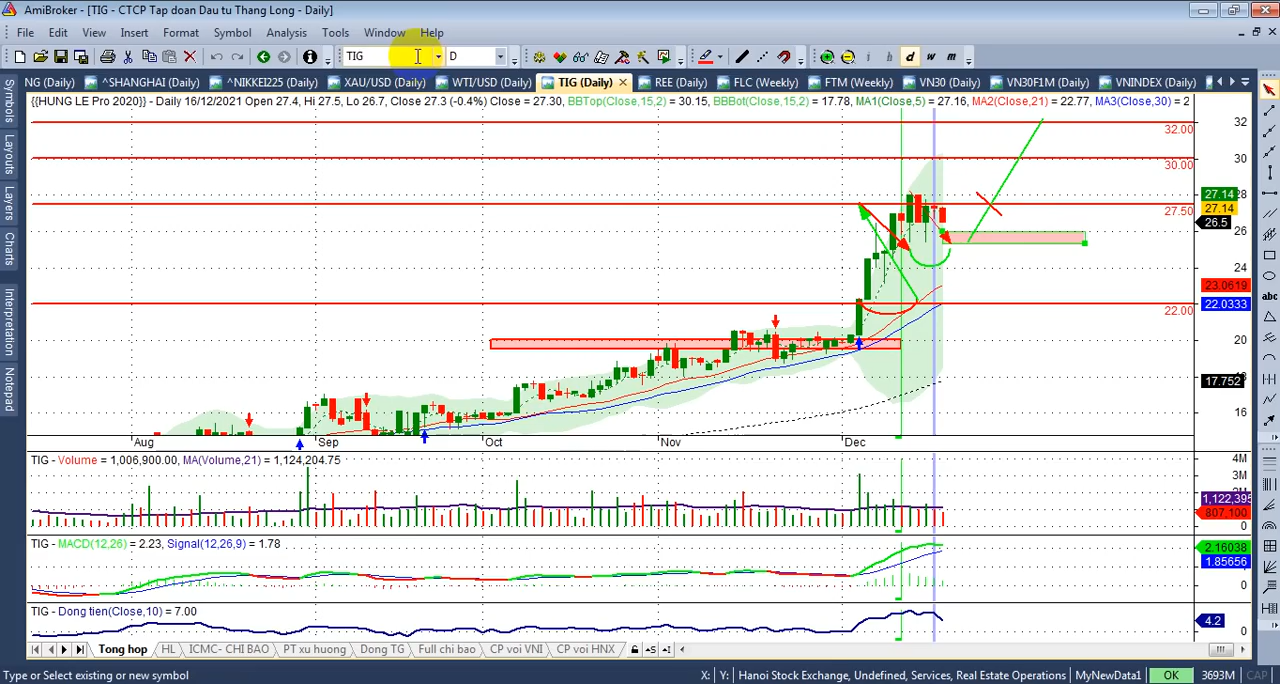 AmiBroker - [TIG - CTCP Tap doan Dau tu Thang Long - Daily]
File Edit View Insert Format Symbol Analysis Tools Window Help
TIG D i h d w m
NG (Daily) ^SHANGHAI (Daily) ^NIKKEI225 (Daily) XAU/USD (Daily) WTI/USD (Daily) TIG (Daily) REE (Daily) FLC (Weekly) FTM (Weekly) VN30 (Daily) VN30F1M (Daily) VNINDEX (Daily)
Symbols
Layouts
Layers
Charts
Interpretation
Notepad
{{HUNG LE Pro 2020}} - Daily 16/12/2021 Open 27.4, Hi 27.5, Lo 26.7, Close 27.3 (-0.4%) Close = 27.30, BBTop(Close,15,2) = 30.15, BBBot(Close,15,2) = 17.78, MA1(Close,5) = 27.16, MA2(Close,21) = 22.77, MA3(Close,30) = 2
32.00
30.00
27.50
22.00
32
30
28
27.14
27.14
26.5
26
24
23.0619
22.0333
20
17.752
16
Aug Sep Oct Nov Dec
TIG - Volume = 1,006,900.00, MA(Volume,21) = 1,124,204.75
4M
3M
1,122,395
807,100
0
TIG - MACD(12,26) = 2.23, Signal(12,26,9) = 1.78
2.16038
1.85656
0
TIG - Dong tien(Close,10) = 7.00
4.2
0
abc
Tong hop HL ICMC- CHI BAO PT xu huong Dong TG Full chi bao CP voi VNI CP voi HNX
Type or Select existing or new symbol X: Y: Hanoi Stock Exchange, Undefined, Services, Real Estate Operations MyNewData1 OK 3693M CAP